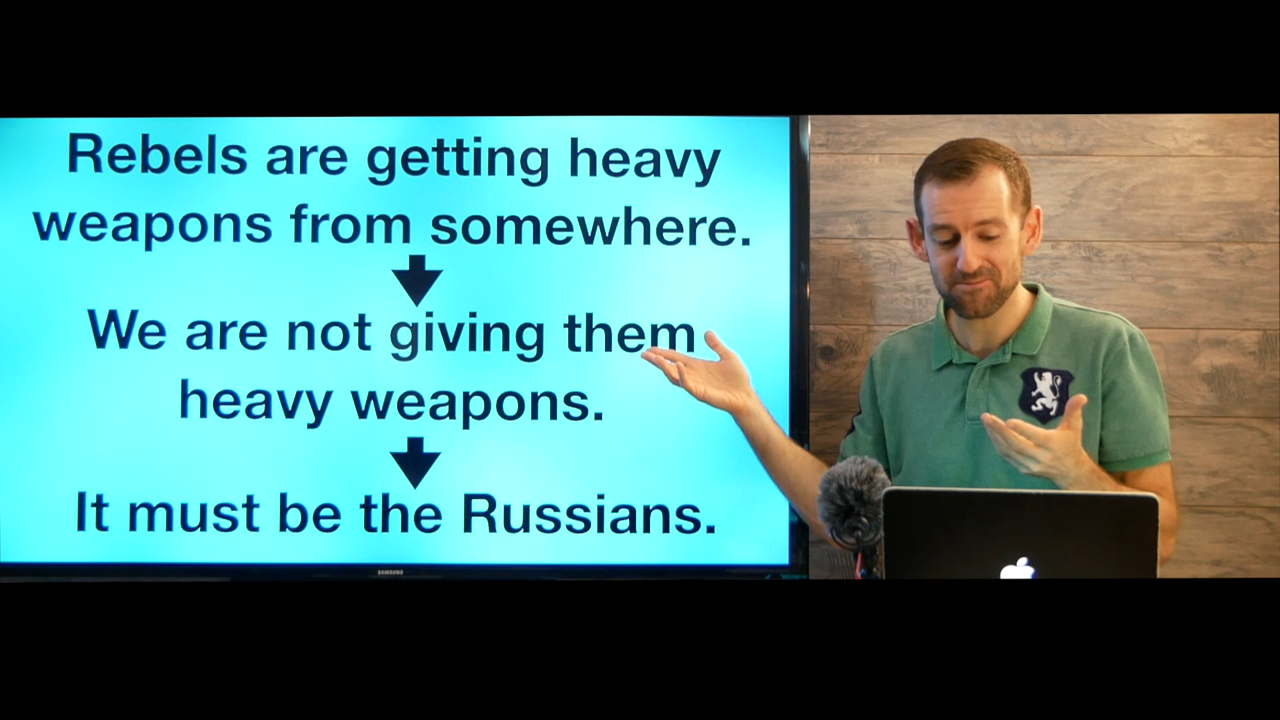 Rebels are getting heavy
weapons from somewhere.
We are not giving them
heavy weapons.
It must be the Russians.
SAMSUNG